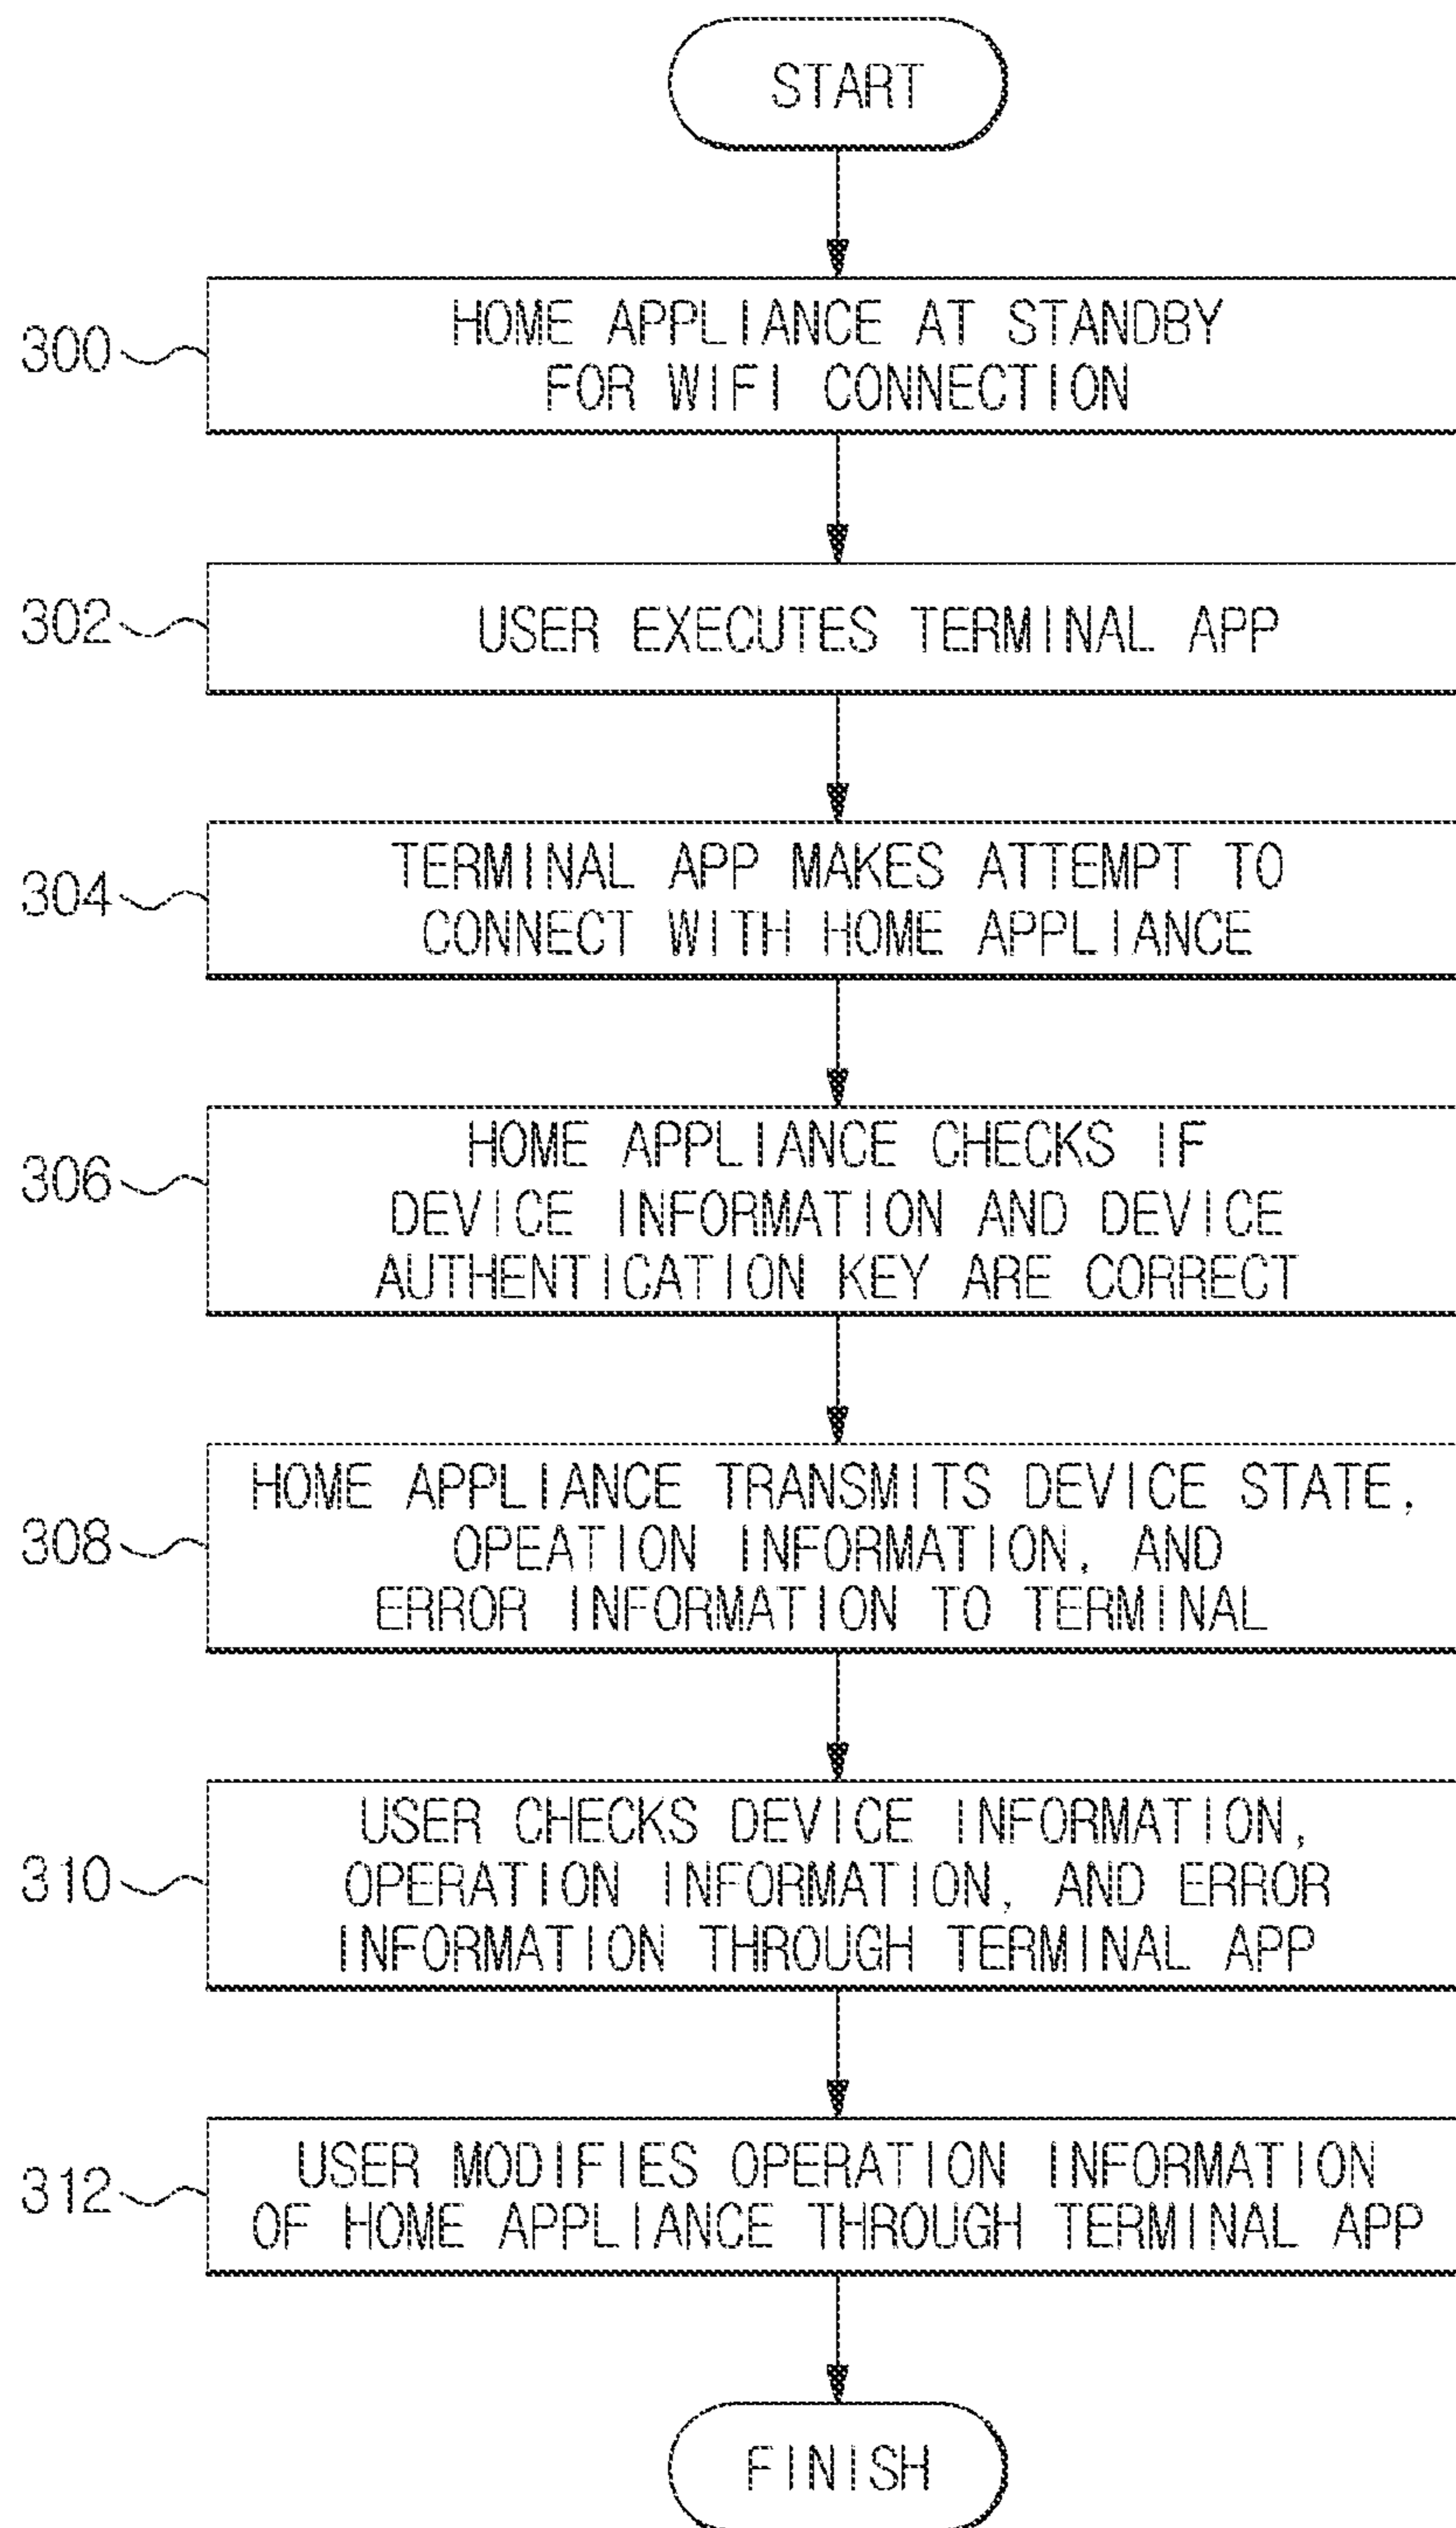 START
300
HOME APPLIANCE AT STANDBY
FOR WIFI CONNECTION
302
USER EXECUTES TERMINAL APP
304
TERMINAL APP MAKES ATTEMPT TO
CONNECT WITH HOME APPLIANCE
306
HOME APPLIANCE CHECKS IF
DEVICE INFORMATION AND DEVICE
AUTHENTICATION KEY ARE CORRECT
308
HOME APPLIANCE TRANSMITS DEVICE STATE,
OPEATION INFORMATION, AND
ERROR INFORMATION TO TERMINAL
310
USER CHECKS DEVICE INFORMATION,
OPERATION INFORMATION, AND ERROR
INFORMATION THROUGH TERMINAL APP
312
USER MODIFIES OPERATION INFORMATION
OF HOME APPLIANCE THROUGH TERMINAL APP
FINISH